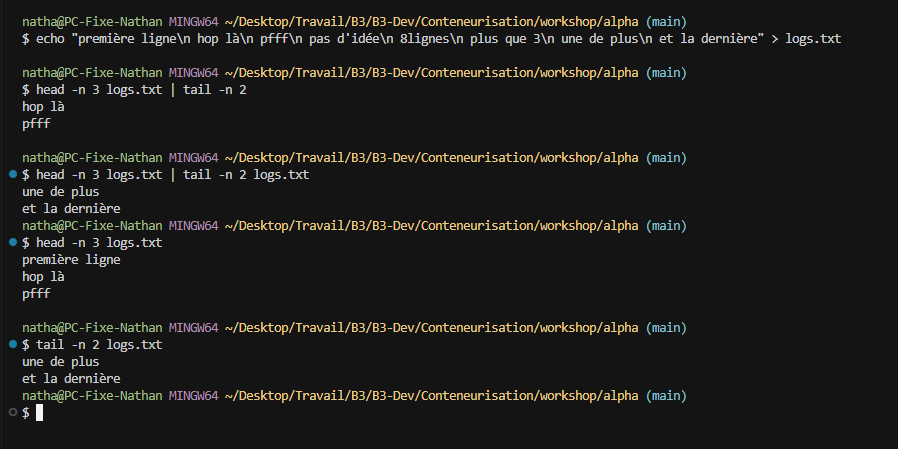 natha@PC-Fixe-Nathan MINGW64 ~/Desktop/Travail/B3/B3-Dev/Conteneurisation/workshop/alpha (main)
$ echo "première ligne\n hop là\n pfff\n pas d'idée\n 8lignes\n plus que 3\n une de plus\n et la dernière" > logs.txt
natha@PC-Fixe-Nathan MINGW64 ~/Desktop/Travail/B3/B3-Dev/Conteneurisation/workshop/alpha (main)
$ head -n 3 logs.txt | tail -n 2
hop là
pfff
natha@PC-Fixe-Nathan MINGW64 ~/Desktop/Travail/B3/B3-Dev/Conteneurisation/workshop/alpha (main)
$ head -n 3 logs.txt | tail -n 2 logs.txt
une de plus
et la dernière
natha@PC-Fixe-Nathan MINGW64 ~/Desktop/Travail/B3/B3-Dev/Conteneurisation/workshop/alpha (main)
$ head -n 3 logs.txt
première ligne
hop là
pfff
natha@PC-Fixe-Nathan MINGW64 ~/Desktop/Travail/B3/B3-Dev/Conteneurisation/workshop/alpha (main)
$ tail -n 2 logs.txt
une de plus
et la dernière
natha@PC-Fixe-Nathan MINGW64 ~/Desktop/Travail/B3/B3-Dev/Conteneurisation/workshop/alpha (main)
$